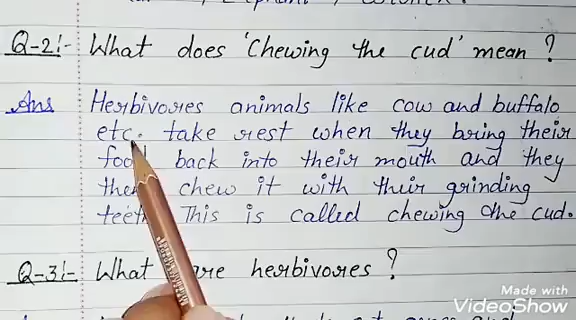 Q-2:- What does 'Chewing the cud' mean ?
Ans Herbivores animals like cow and buffalo
etc. take rest when they bring their
food back into their mouth and they
then chew it with their grinding
teeth. This is called chewing the cud.
Q-3:- What are herbivores ?
Made with
VideoShow